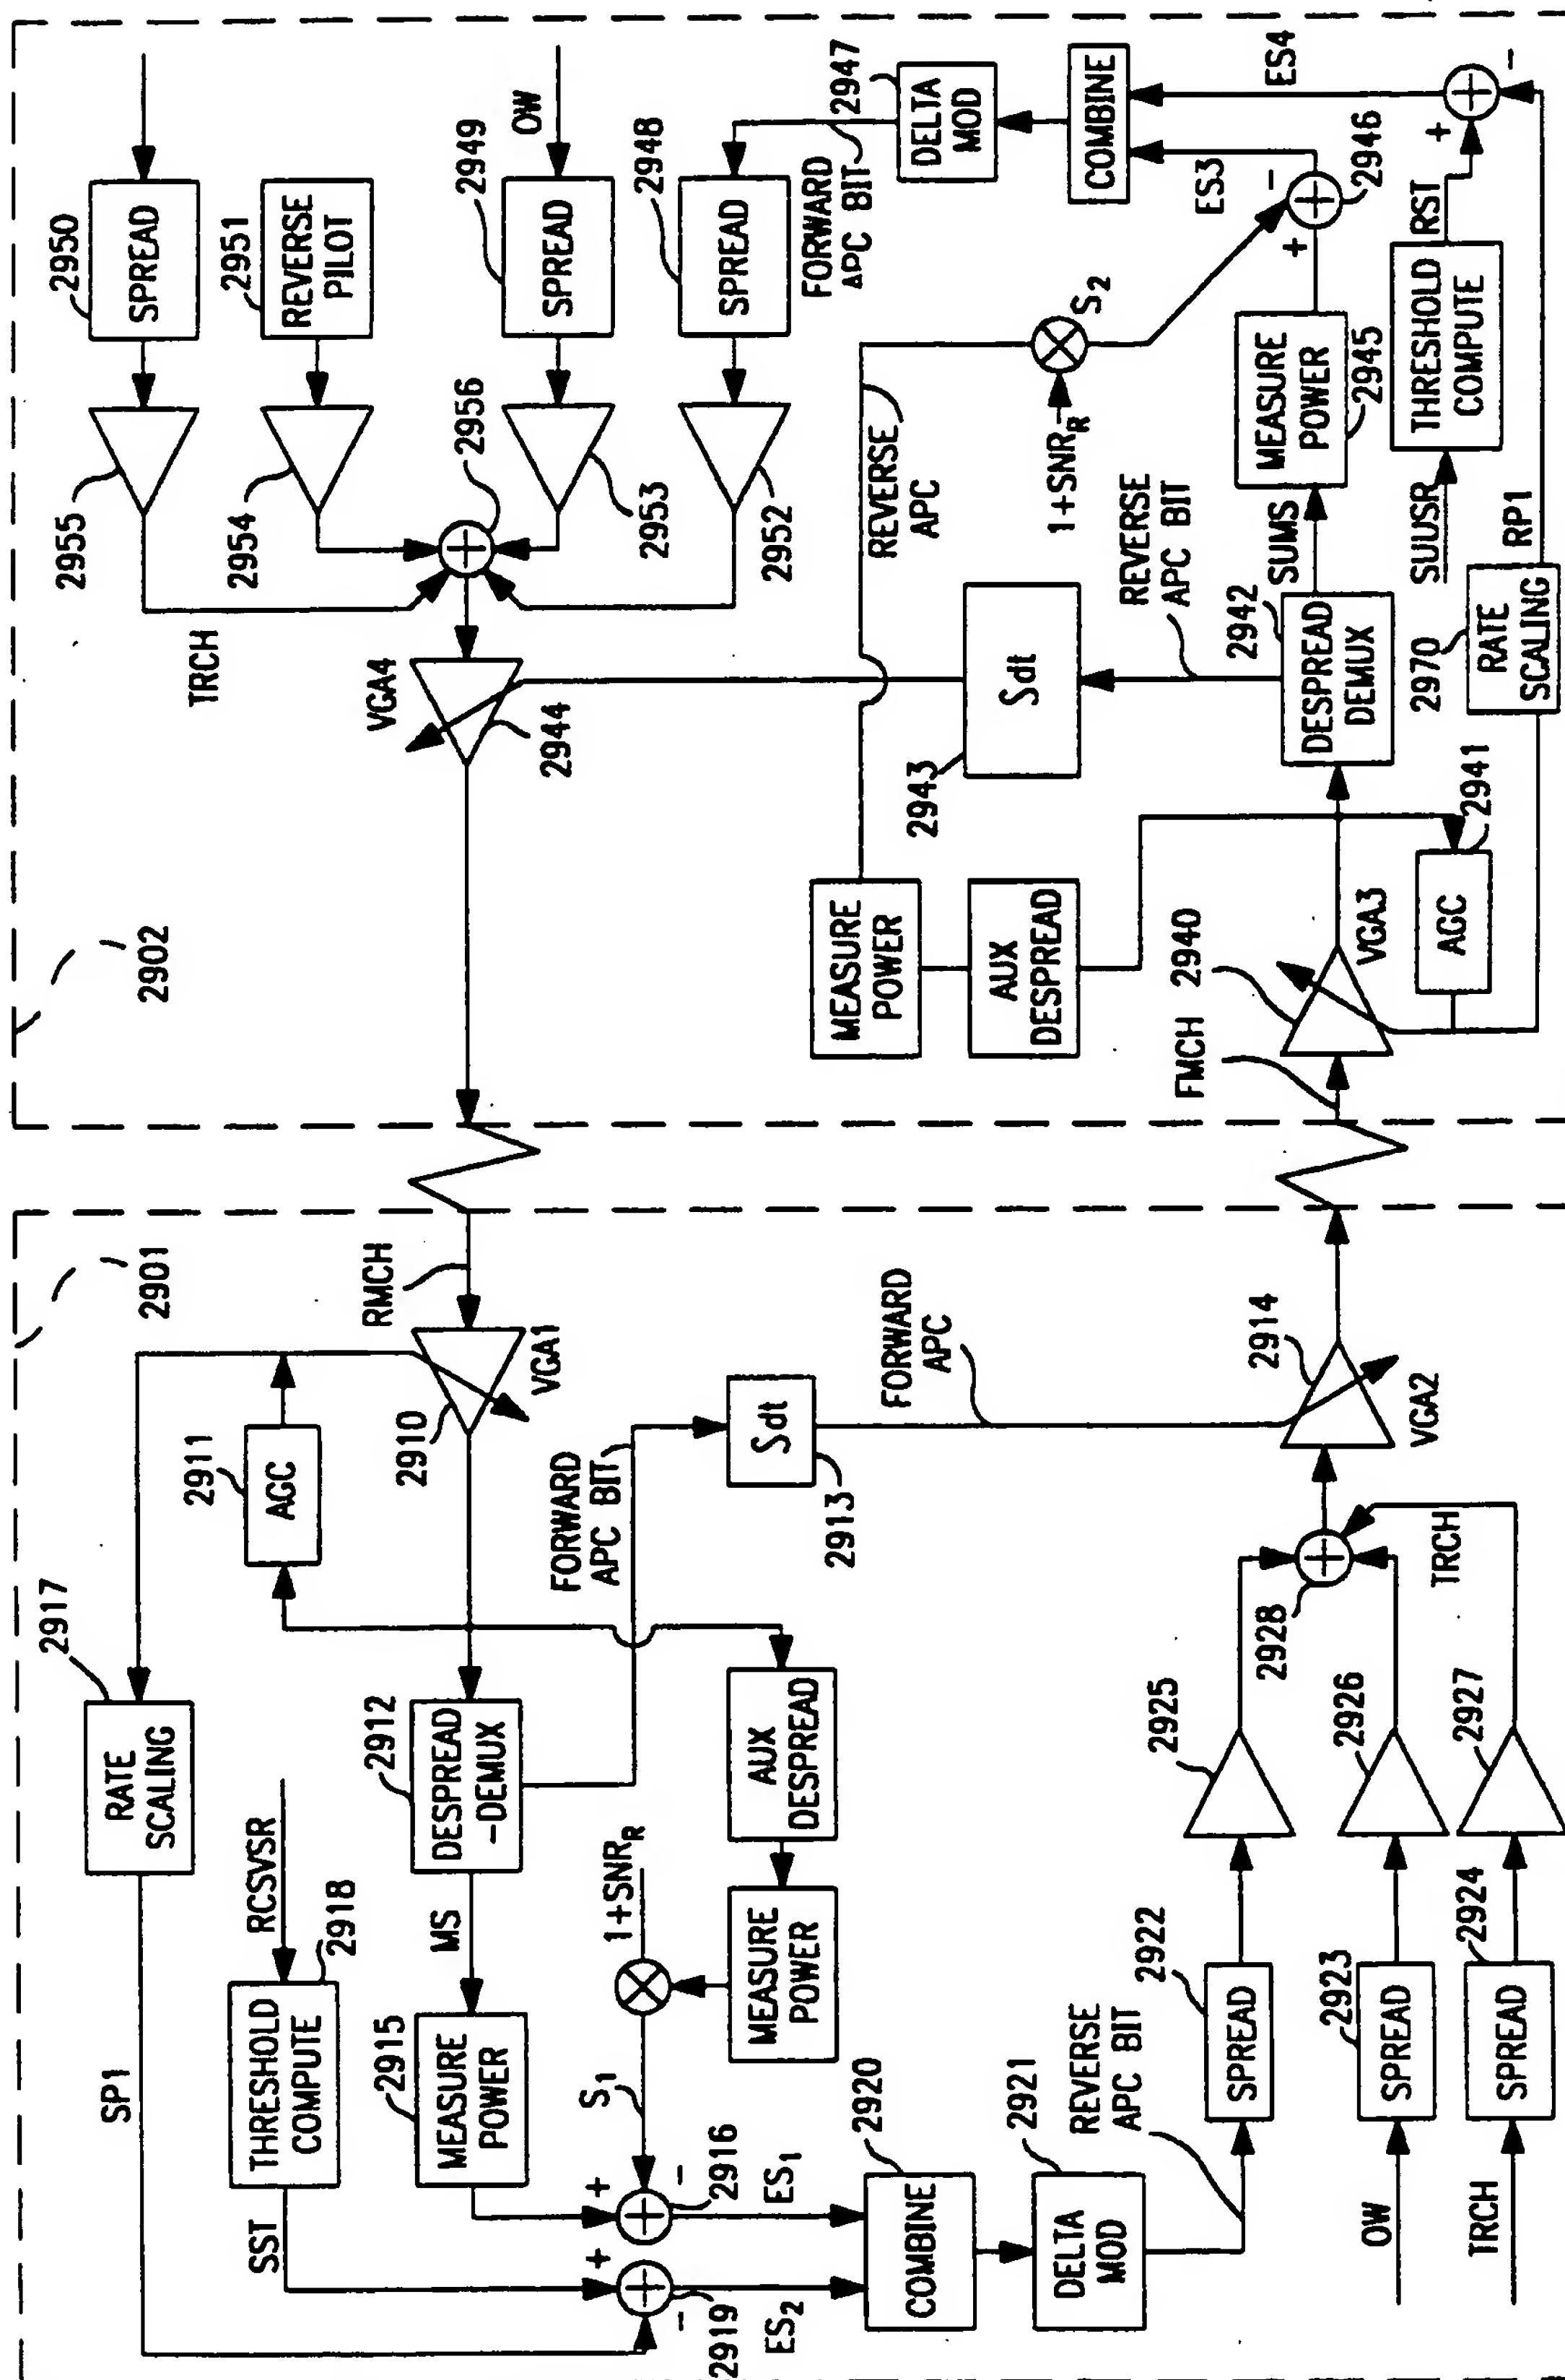 2901
RMCH
VGA1
2910
2911
AGC
2917
RATE
SCALING
SP1
RCSVSR
THRESHOLD
COMPUTE
2918
SST
2912
DESPREAD
-DEMUX
MS
2915
MEASURE
POWER
FORWARD
APC BIT
Sdt
2913
FORWARD
APC
2914
VGA2
AUX
DESPREAD
MEASURE
POWER
1+SNRR
S1
+
-
2916
ES1
+
-
2919
ES2
2920
COMBINE
2921
DELTA
MOD
REVERSE
APC BIT
2922
SPREAD
2925
OW
2923
SPREAD
2926
TRCH
2924
SPREAD
2927
TRCH
2928
2902
2950
SPREAD
2955
TRCH
2951
REVERSE
PILOT
2954
OW
2949
SPREAD
2953
2948
SPREAD
2952
2956
VGA4
2944
FORWARD
APC BIT
2947
DELTA
MOD
COMBINE
ES3
ES4
REVERSE
APC
1+SNRR
S2
-
+
2946
MEASURE
POWER
2945
SUMS
REVERSE
APC BIT
Sdt
2943
2942
DESPREAD
DEMUX
MEASURE
POWER
AUX
DESPREAD
FMCH
2940
VGA3
AGC
2941
2970
RATE
SCALING
RP1
SUUSR
THRESHOLD
COMPUTE
RST
+
-